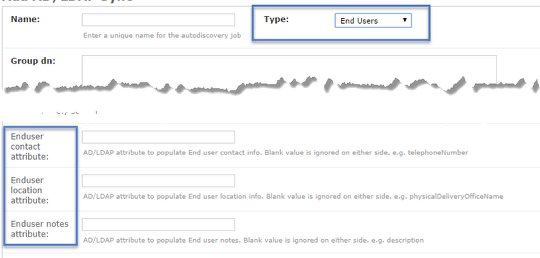 Name:
Type:
End Users
Enter a unique name for the autodiscovery job
Group dn:
Enduser
contact
attribute:
AD/LDAP attribute to populate End user contact info. Blank value is ignored on either side. e.g. telephoneNumber
Enduser
location
attribute:
AD/LDAP attribute to populate End user location info. Blank value is ignored on either side. e.g. physicalDeliveryOfficeName
Enduser notes
attribute:
AD/LDAP attribute to populate End user notes. Blank value is ignored on either side. e.g. description